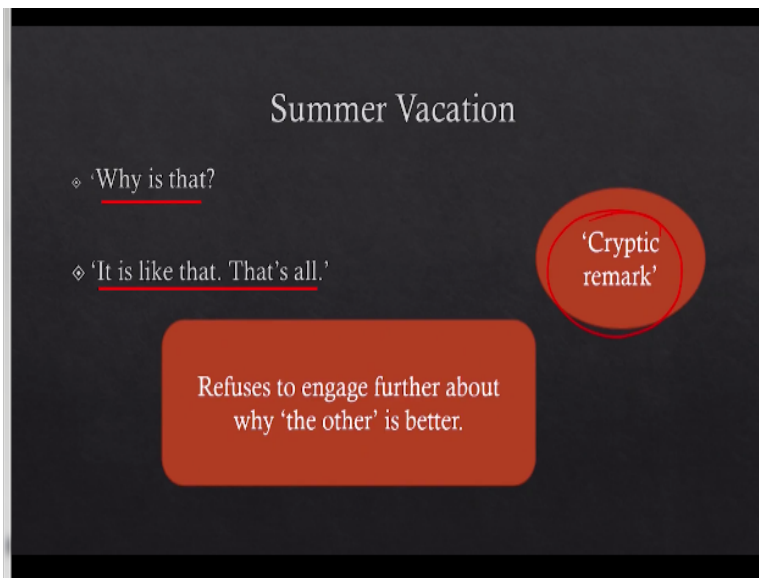 Summer Vacation
‘Why is that?
‘It is like that. That’s all.’
‘Cryptic
remark’
Refuses to engage further about
why ‘the other’ is better.